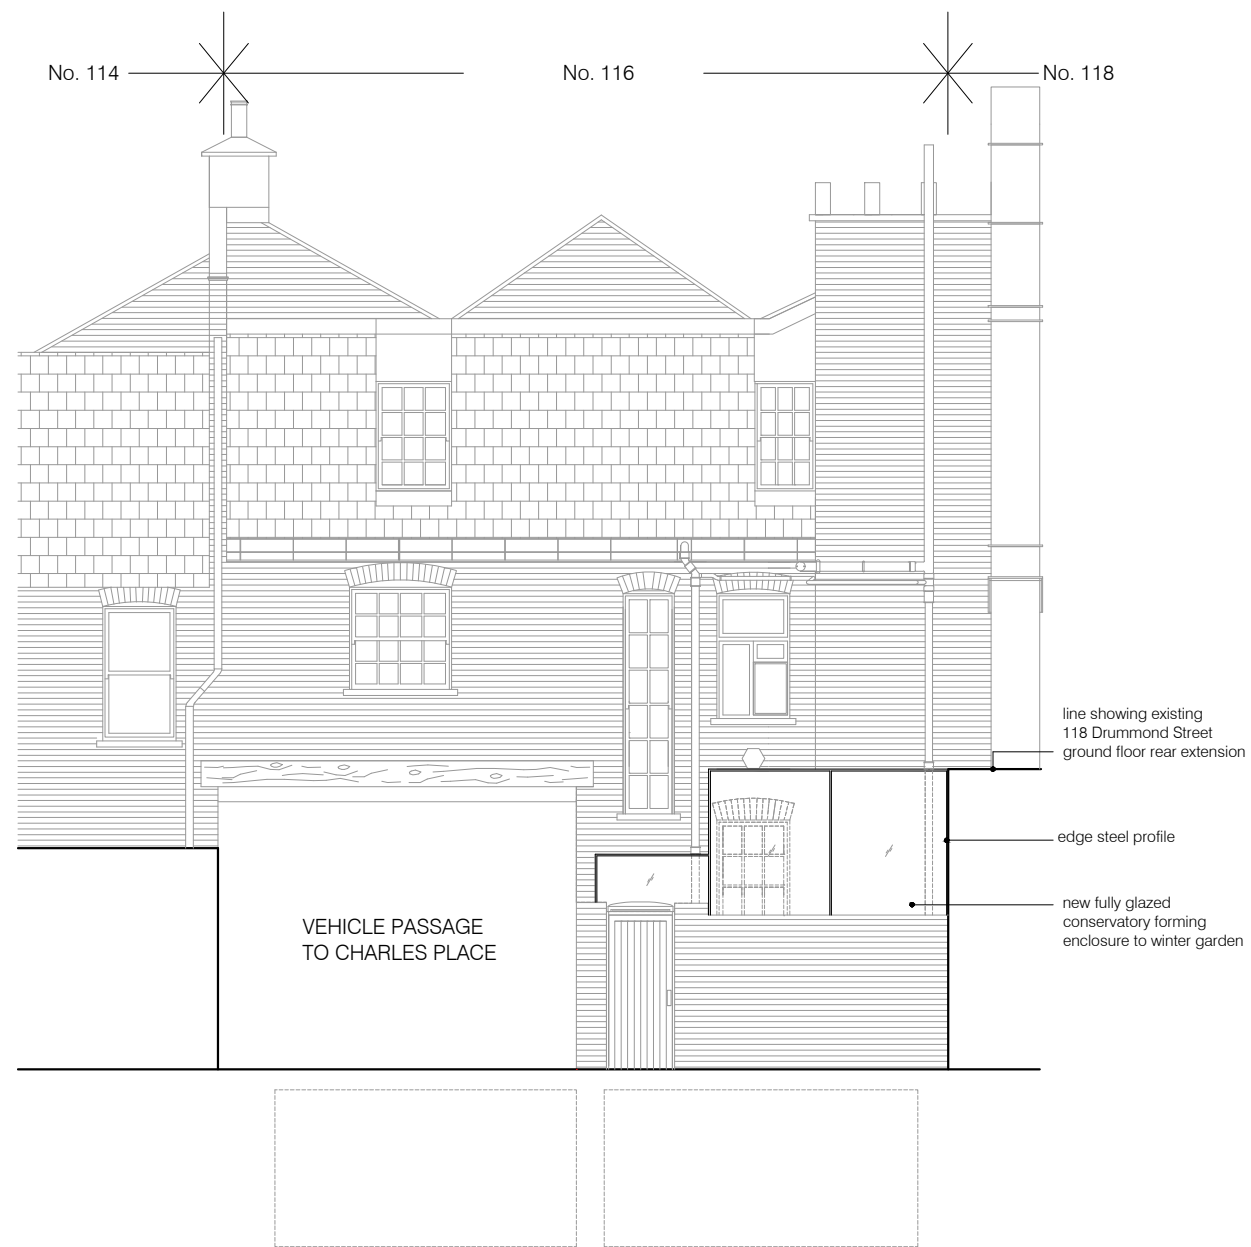 No. 114
No. 116
No. 118
line showing existing
118 Drummond Street
ground floor rear extension
edge steel profile
new fully glazed
conservatory forming
enclosure to winter garden
VEHICLE PASSAGE
TO CHARLES PLACE